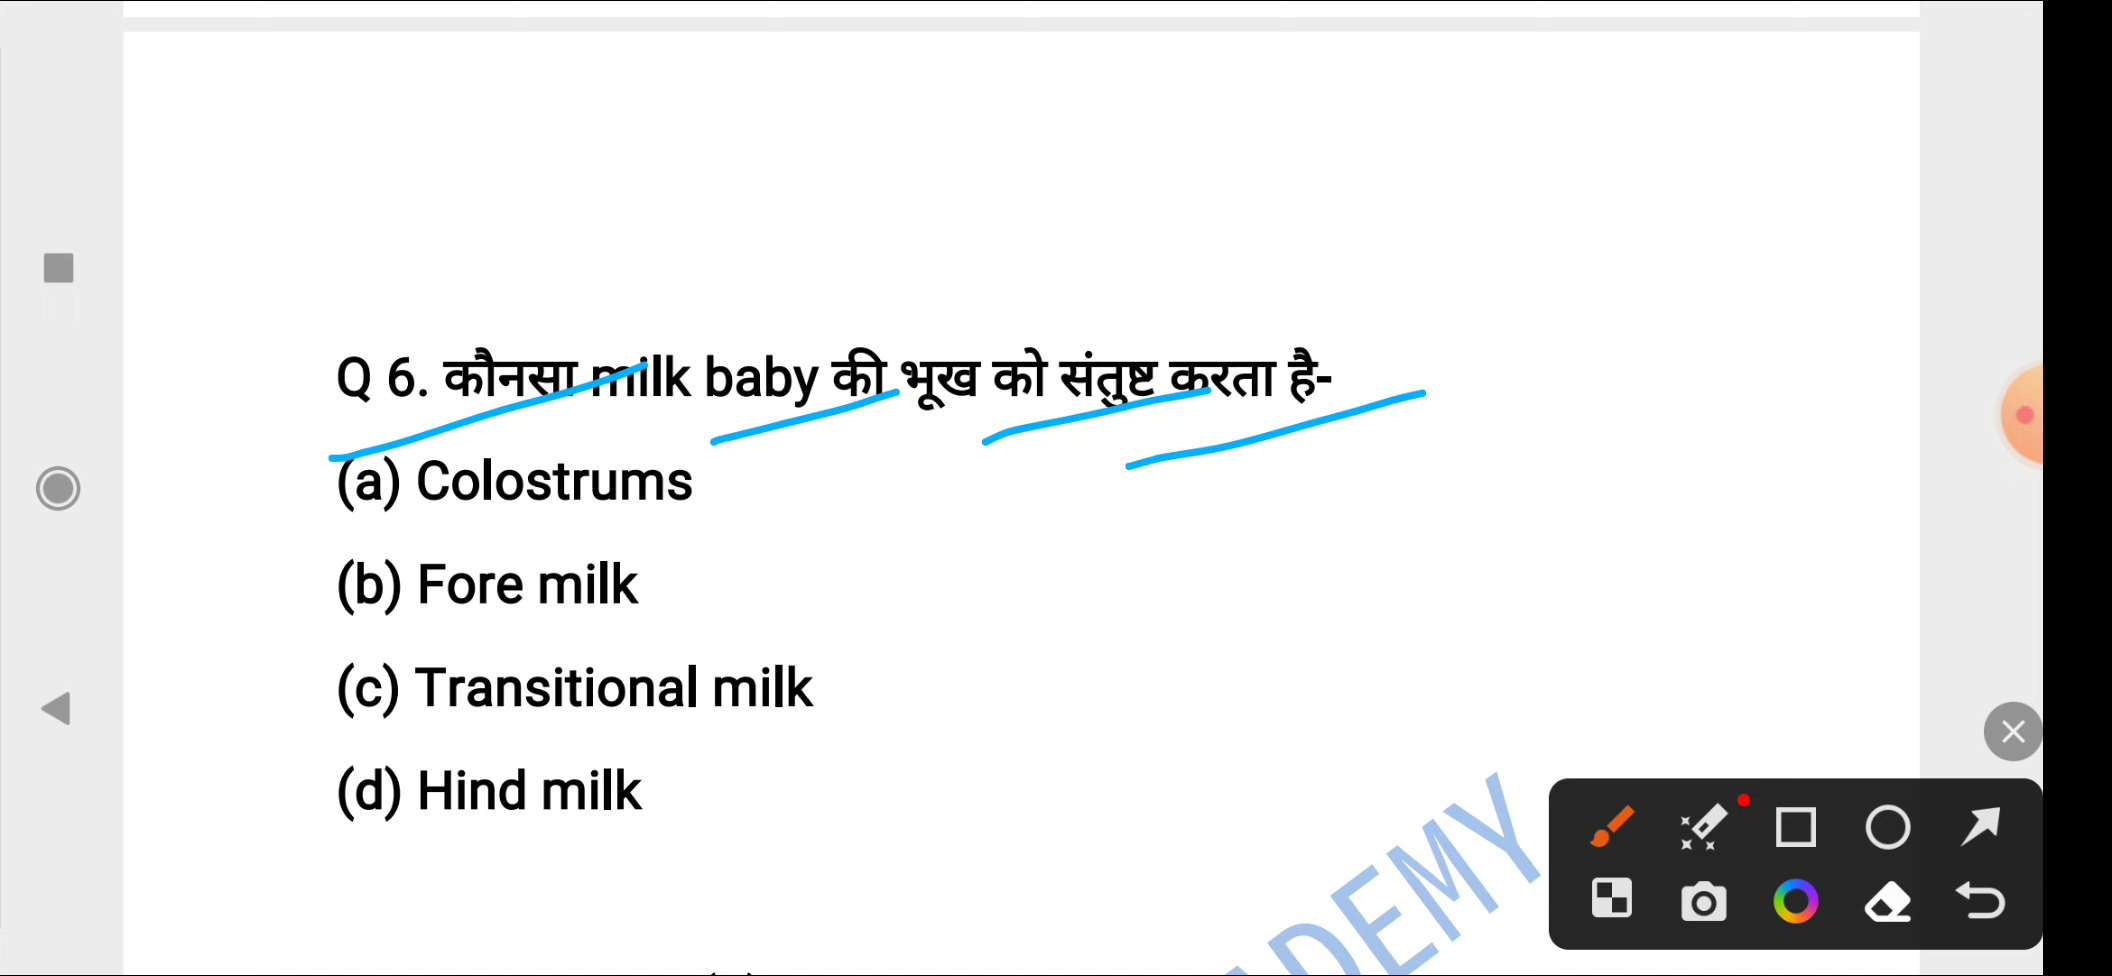 Q 6. कौनसा milk baby की भूख को संतुष्ट करता है-
(a) Colostrums
(b) Fore milk
(c) Transitional milk
(d) Hind milk
DEMY